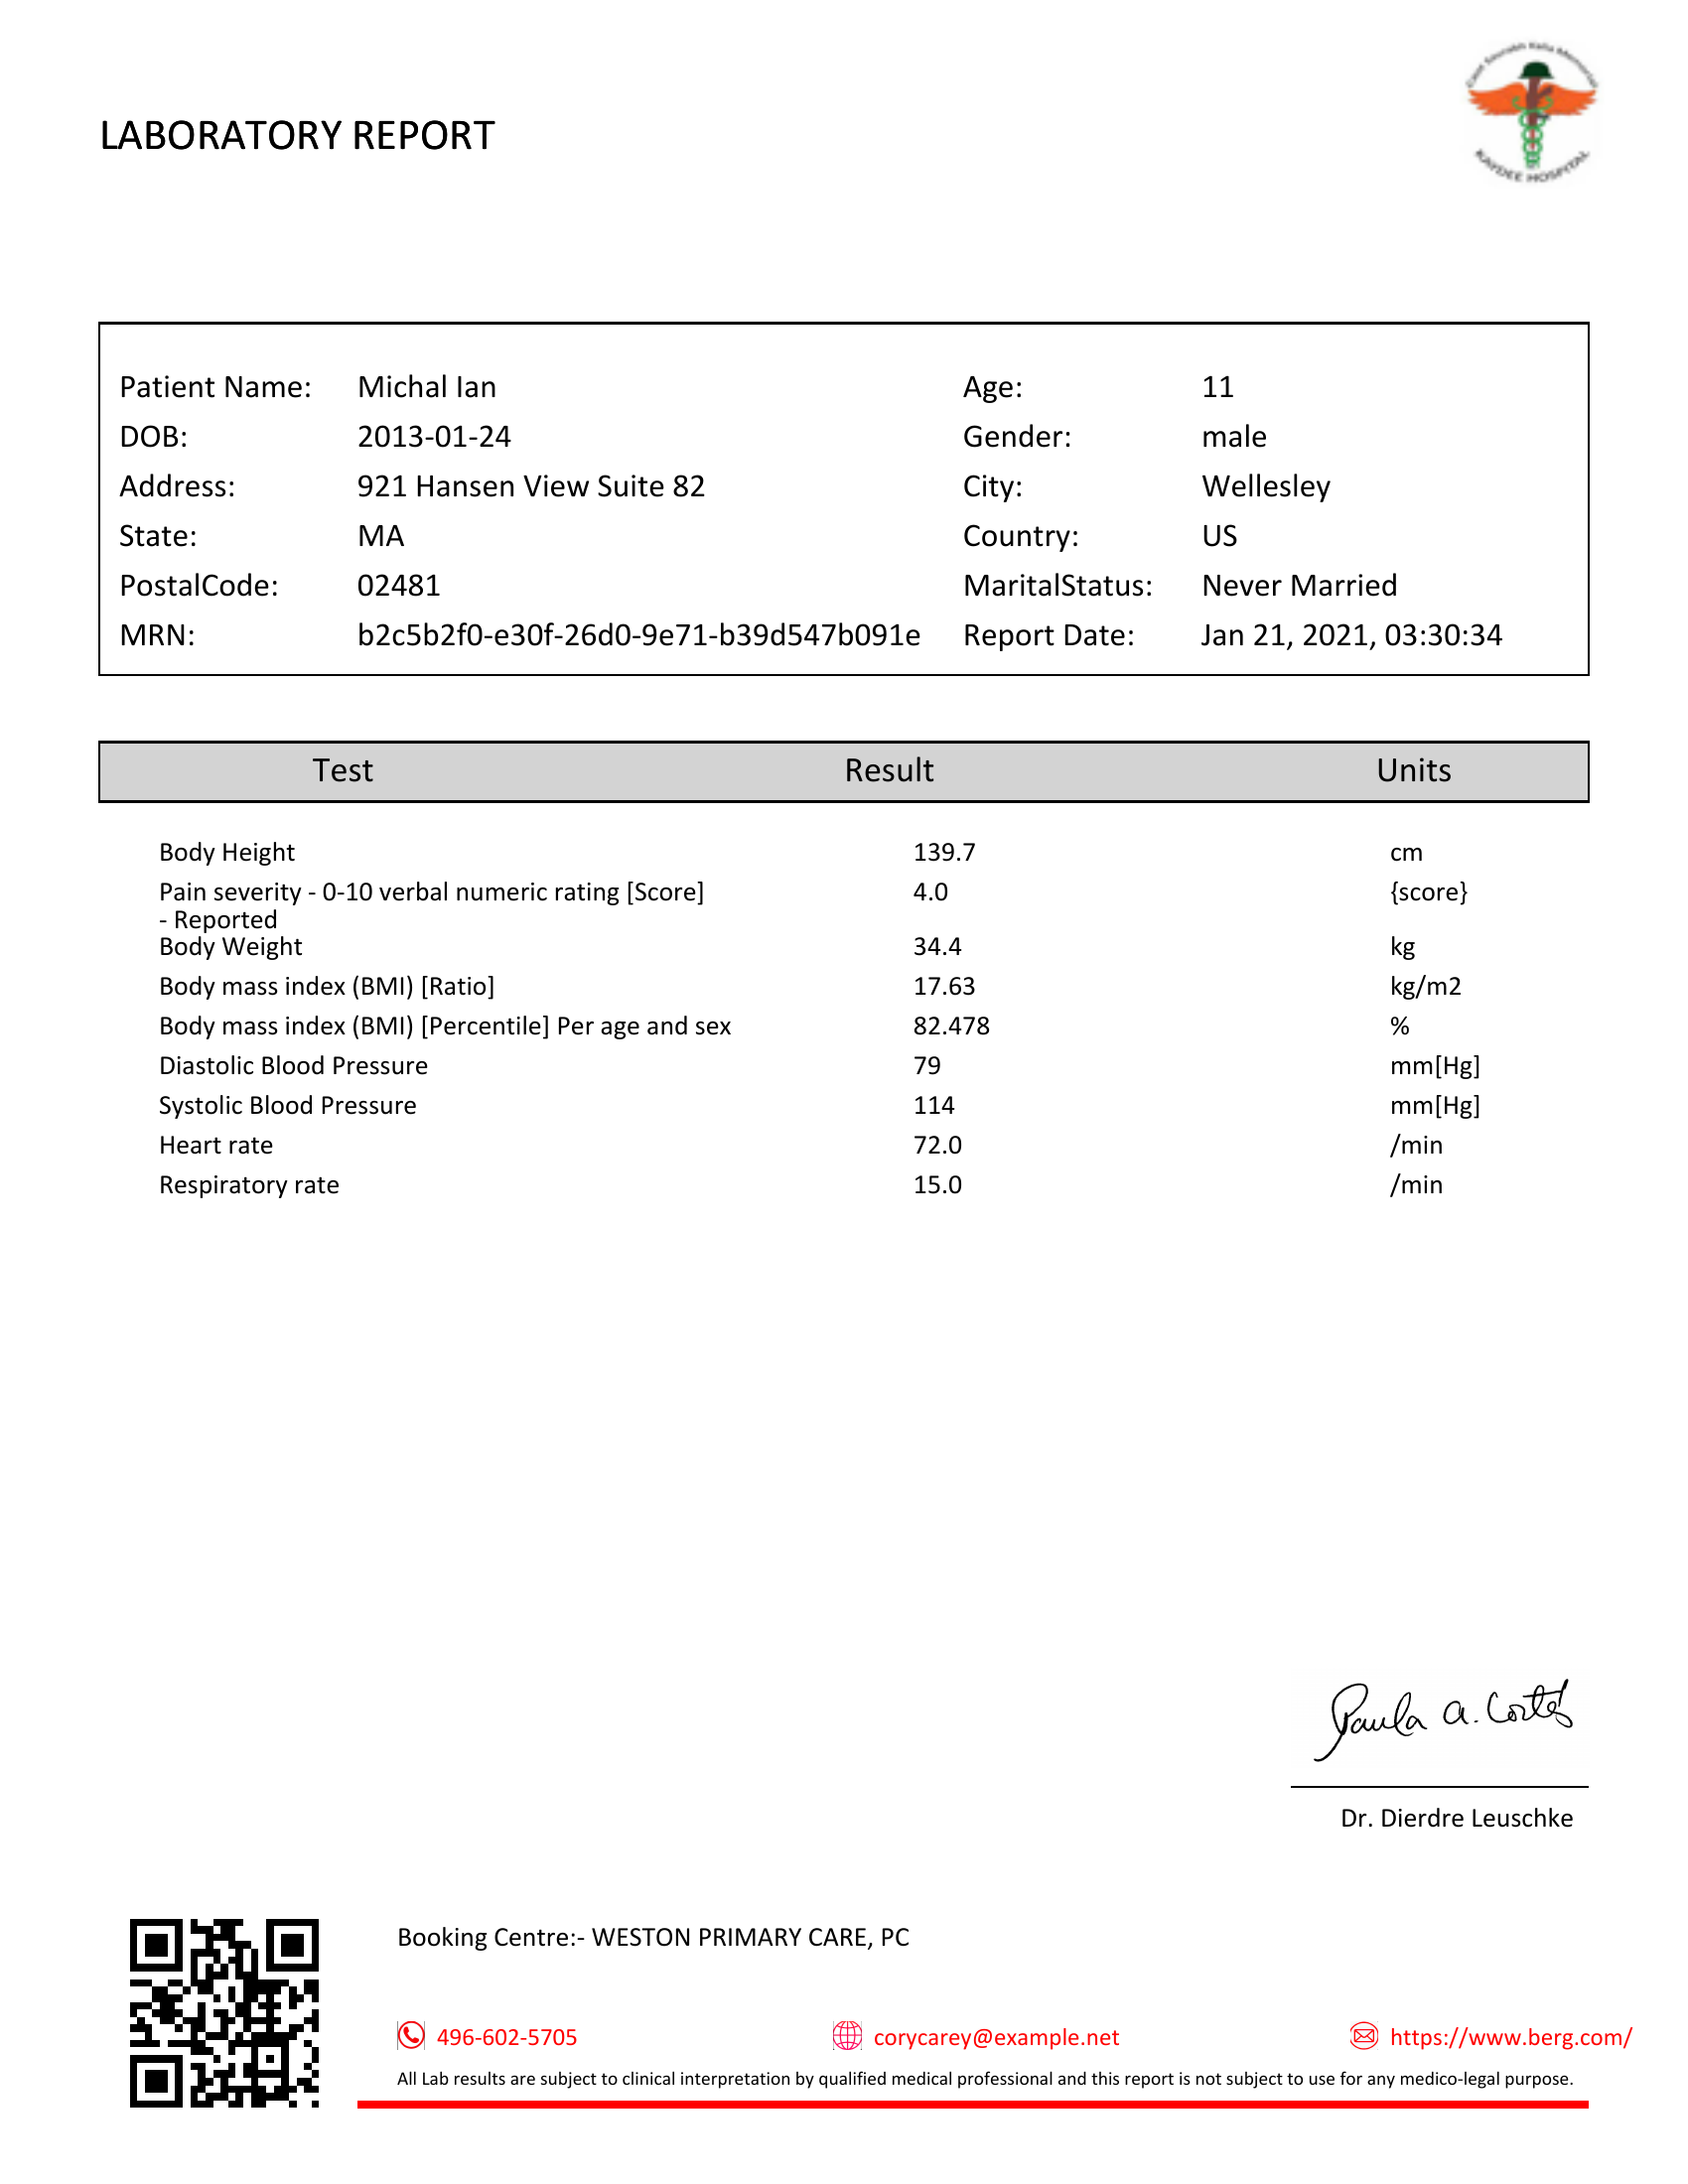 LABORATORY REPORT
KAYDEE HOSPITAL
Patient Name: Michal Ian Age: 11
DOB: 2013-01-24 Gender: male
Address: 921 Hansen View Suite 82 City: Wellesley
State: MA Country: US
PostalCode: 02481 MaritalStatus: Never Married
MRN: b2c5b2f0-e30f-26d0-9e71-b39d547b091e Report Date: Jan 21, 2021, 03:30:34
Test Result Units
Body Height 139.7 cm
Pain severity - 0-10 verbal numeric rating [Score] 4.0 {score}
- Reported
Body Weight 34.4 kg
Body mass index (BMI) [Ratio] 17.63 kg/m2
Body mass index (BMI) [Percentile] Per age and sex 82.478 %
Diastolic Blood Pressure 79 mm[Hg]
Systolic Blood Pressure 114 mm[Hg]
Heart rate 72.0 /min
Respiratory rate 15.0 /min
Paula A. Cortes
Dr. Dierdre Leuschke
Booking Centre:- WESTON PRIMARY CARE, PC
496-602-5705 corycarey@example.net https://www.berg.com/
All Lab results are subject to clinical interpretation by qualified medical professional and this report is not subject to use for any medico-legal purpose.